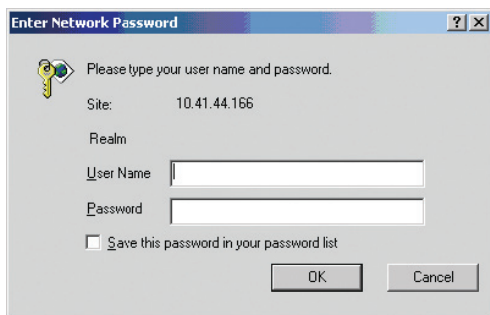 Enter Network Password
? X
Please type your user name and password.
Site: 10.41.44.166
Realm
User Name
Password
Save this password in your password list
OK Cancel